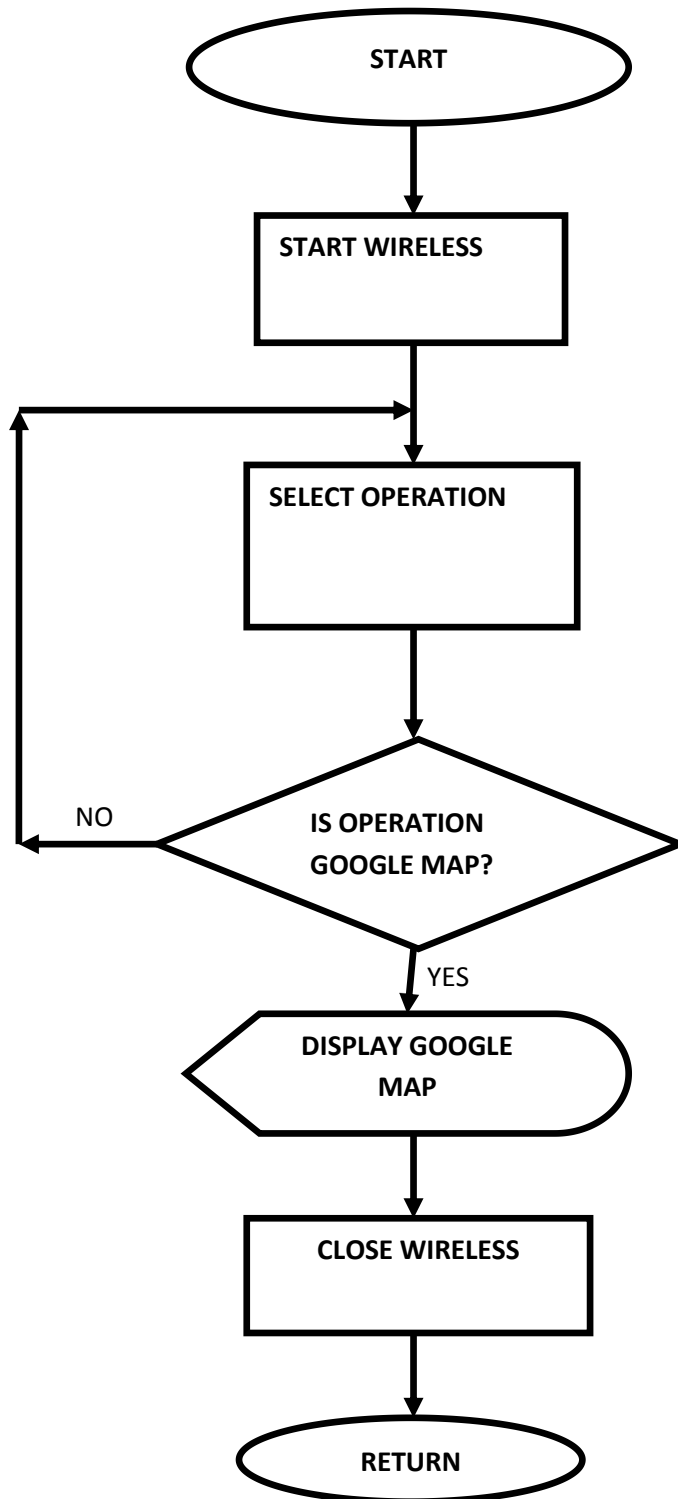 START
START WIRELESS
SELECT OPERATION
NO
IS OPERATION
GOOGLE MAP?
YES
DISPLAY GOOGLE
MAP
CLOSE WIRELESS
RETURN